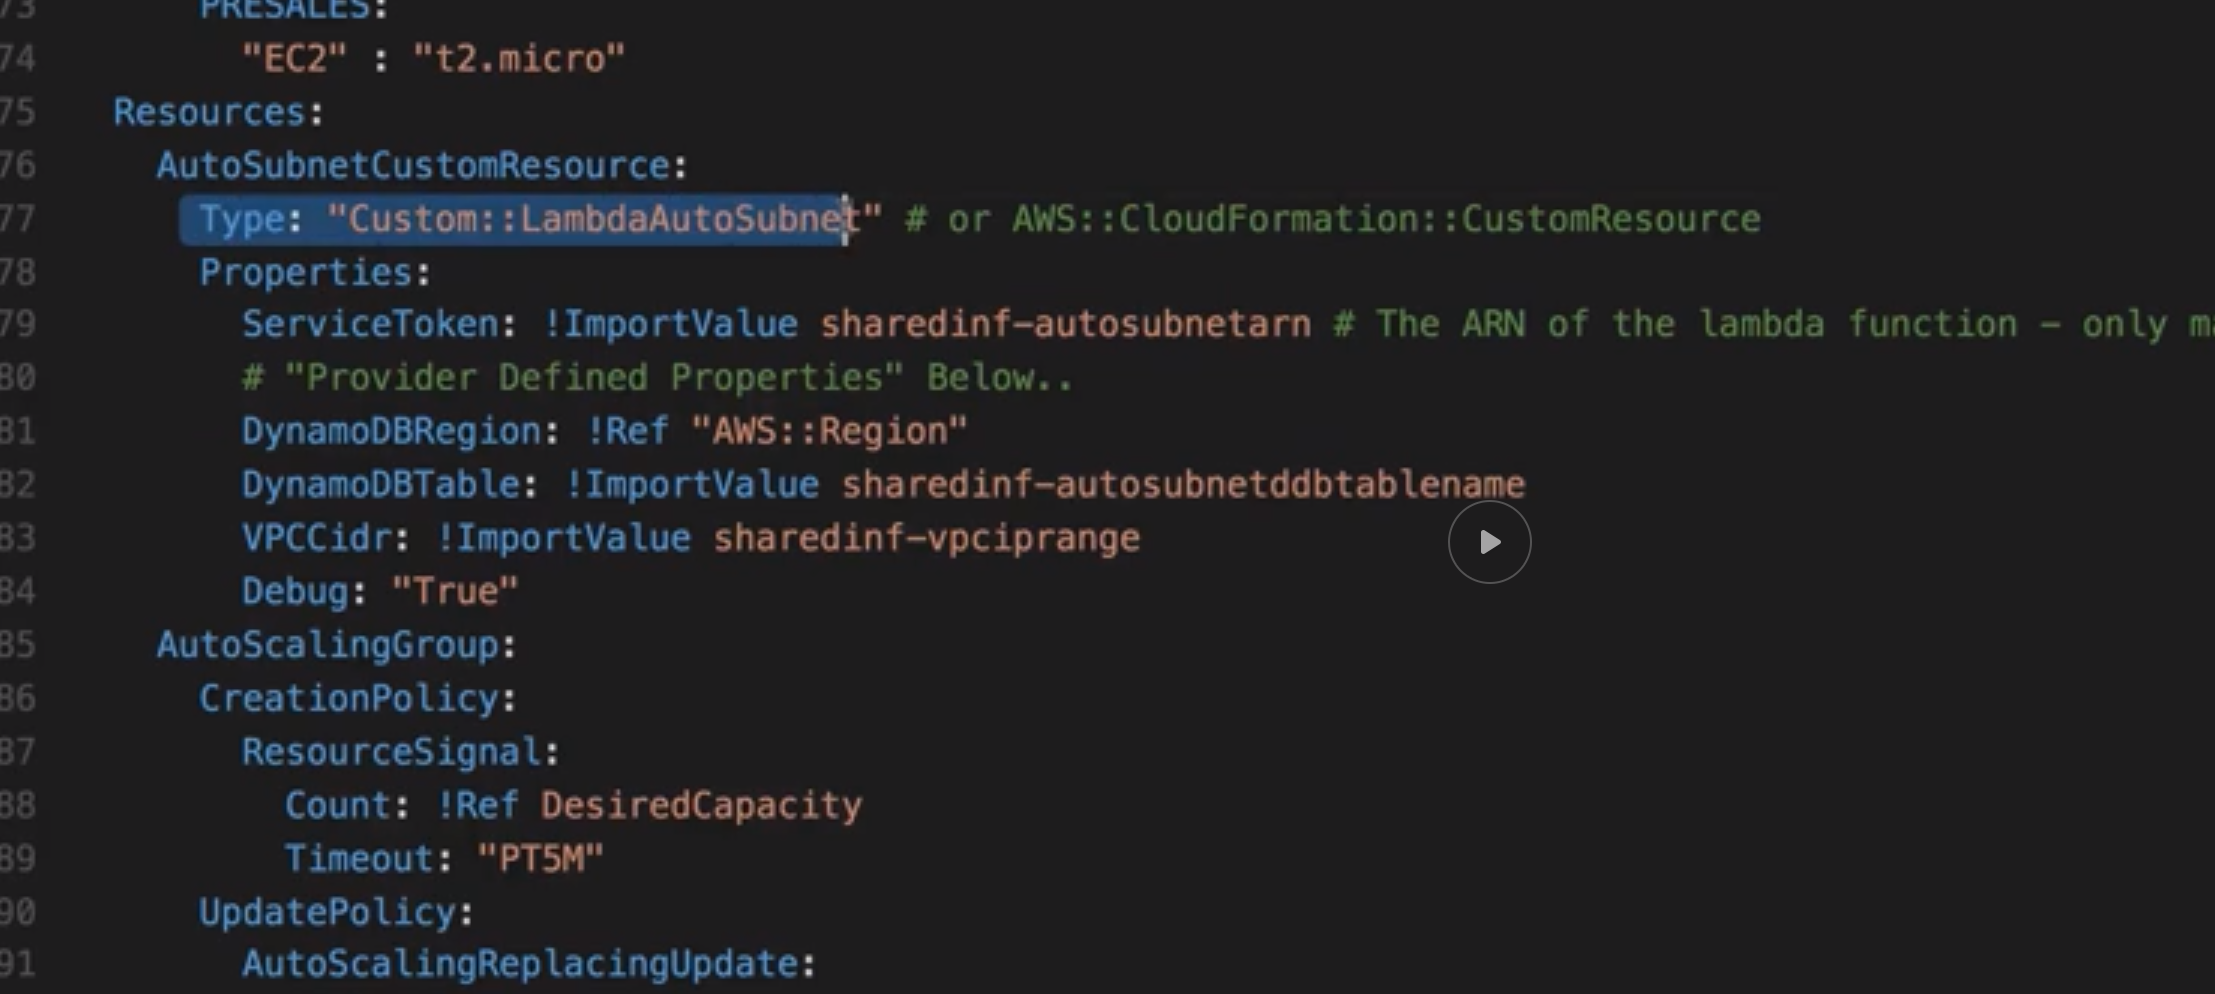 73 PRESALES:
74 "EC2" : "t2.micro"
75 Resources:
76 AutoSubnetCustomResource:
77 Type: "Custom::LambdaAutoSubnet" # or AWS::CloudFormation::CustomResource
78 Properties:
79 ServiceToken: !ImportValue sharedinf-autosubnetarn # The ARN of the lambda function - only
80 # "Provider Defined Properties" Below..
81 DynamoDBRegion: !Ref "AWS::Region"
82 DynamoDBTable: !ImportValue sharedinf-autosubnetddbtablename
83 VPCCidr: !ImportValue sharedinf-vpciprange
84 Debug: "True"
85 AutoScalingGroup:
86 CreationPolicy:
87 ResourceSignal:
88 Count: !Ref DesiredCapacity
89 Timeout: "PT5M"
90 UpdatePolicy:
91 AutoScalingReplacingUpdate: